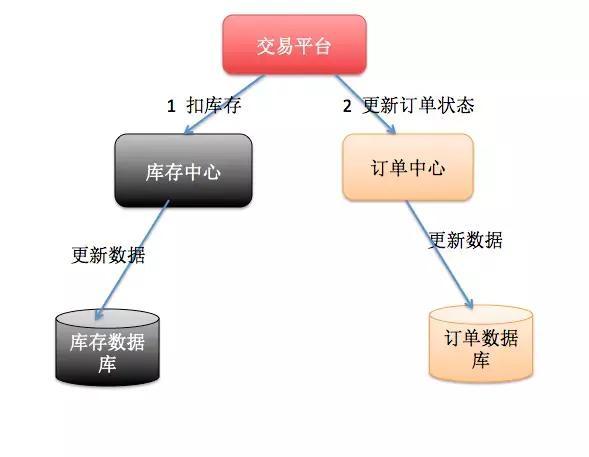 交易平台
1 扣库存
2 更新订单状态
库存中心
订单中心
更新数据
更新数据
库存数据
库
订单数据
库